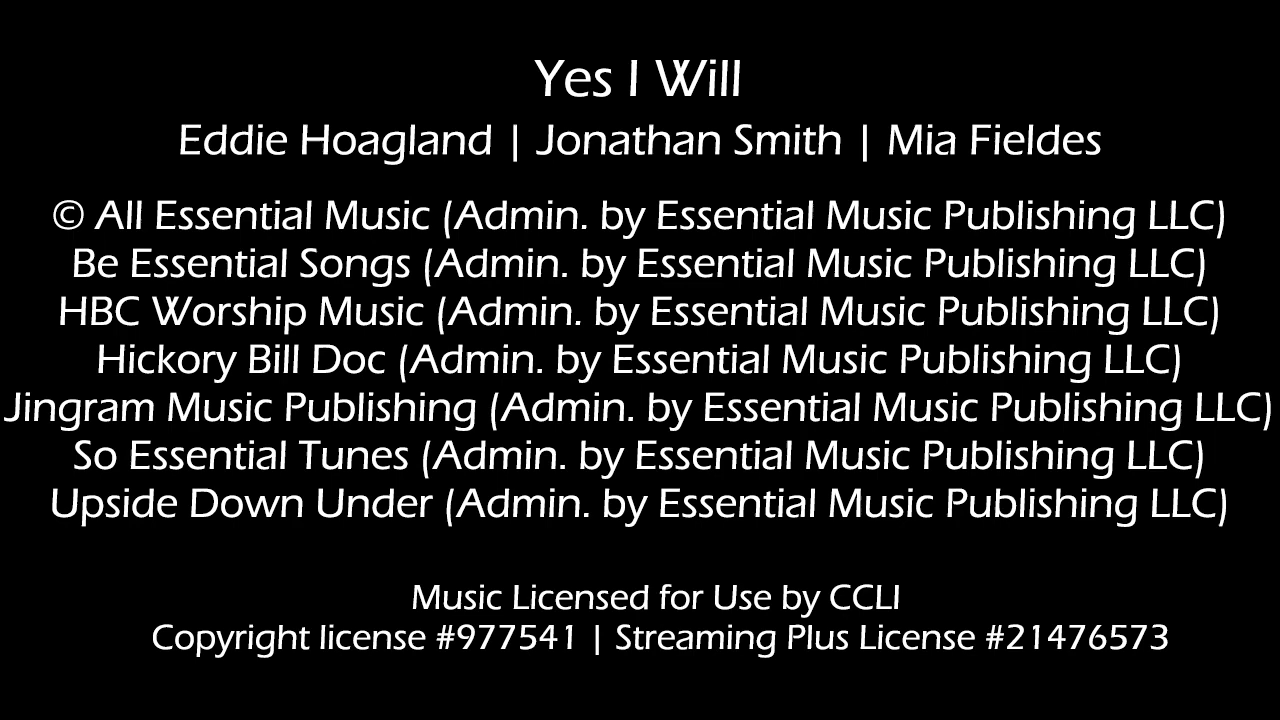 Yes I Will
Eddie Hoagland | Jonathan Smith | Mia Fieldes
© All Essential Music (Admin. by Essential Music Publishing LLC)
Be Essential Songs (Admin. by Essential Music Publishing LLC)
HBC Worship Music (Admin. by Essential Music Publishing LLC)
Hickory Bill Doc (Admin. by Essential Music Publishing LLC)
Jingram Music Publishing (Admin. by Essential Music Publishing LLC)
So Essential Tunes (Admin. by Essential Music Publishing LLC)
Upside Down Under (Admin. by Essential Music Publishing LLC)
Music Licensed for Use by CCLI
Copyright license #977541 | Streaming Plus License #21476573